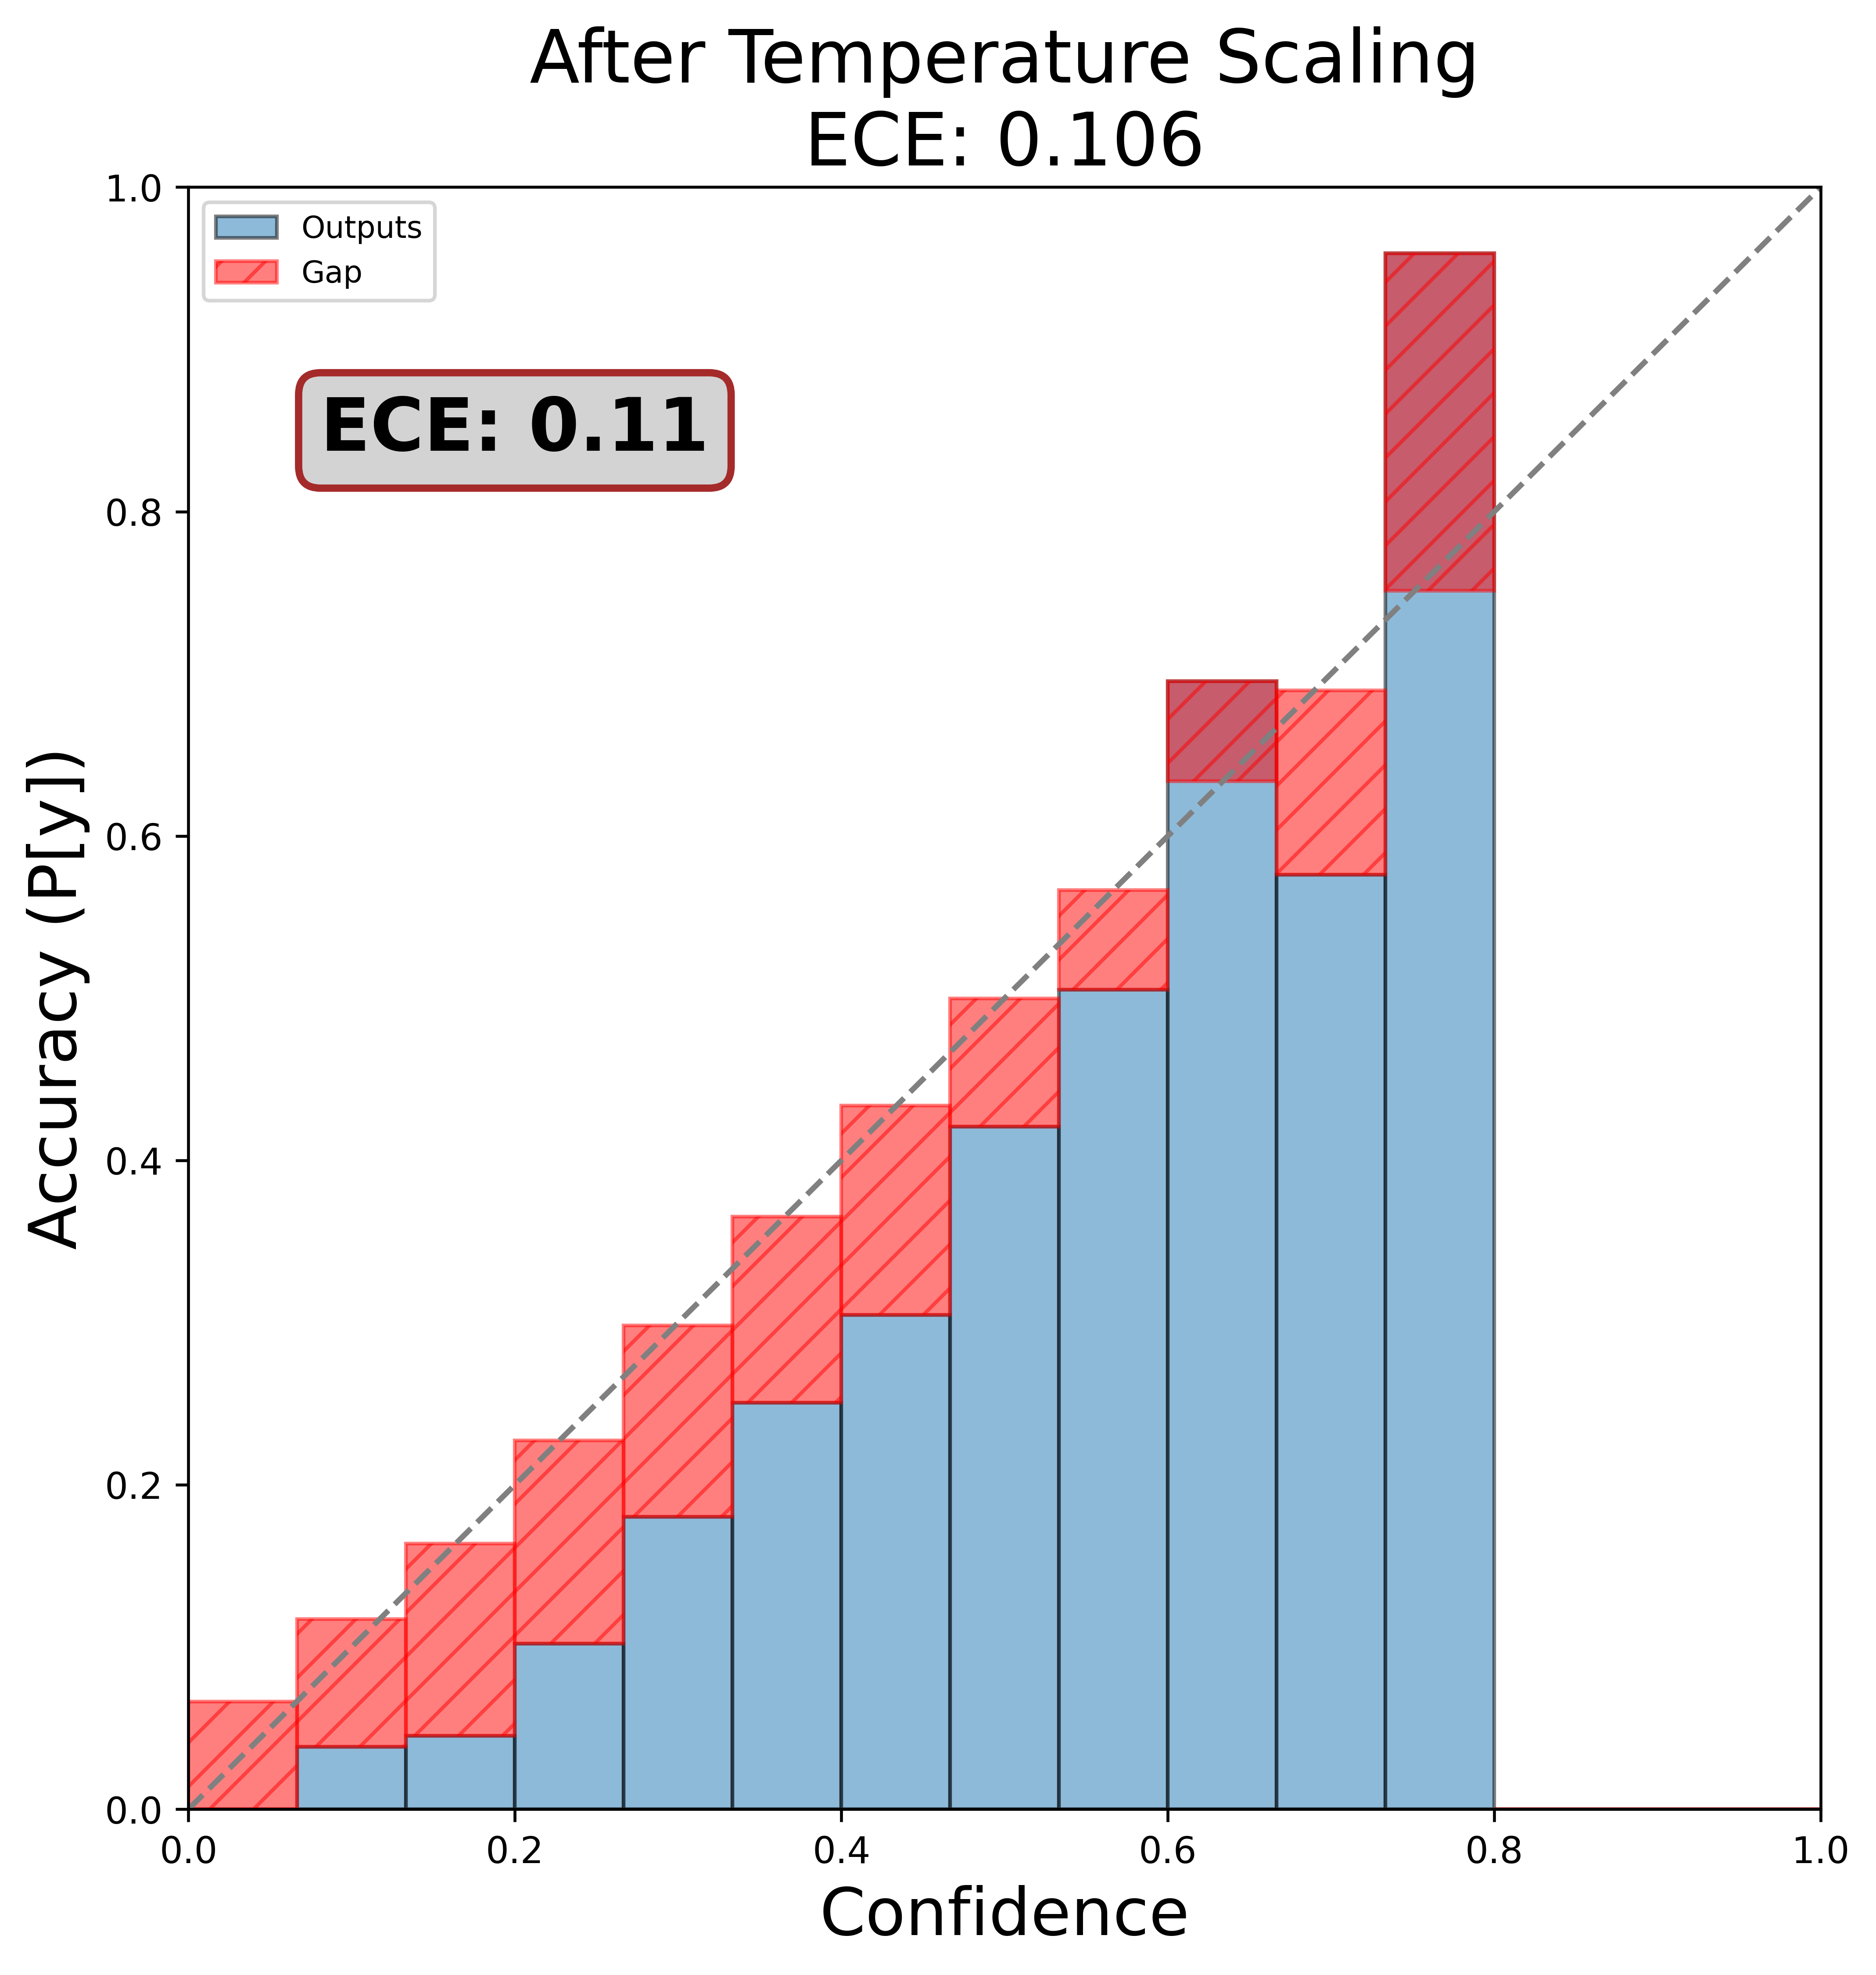 After Temperature Scaling
ECE: 0.106
Outputs
Gap
ECE: 0.11
Accuracy (P[y])
1.0
0.8
0.6
0.4
0.2
0.0
0.0 0.2 0.4 0.6 0.8 1.0
Confidence